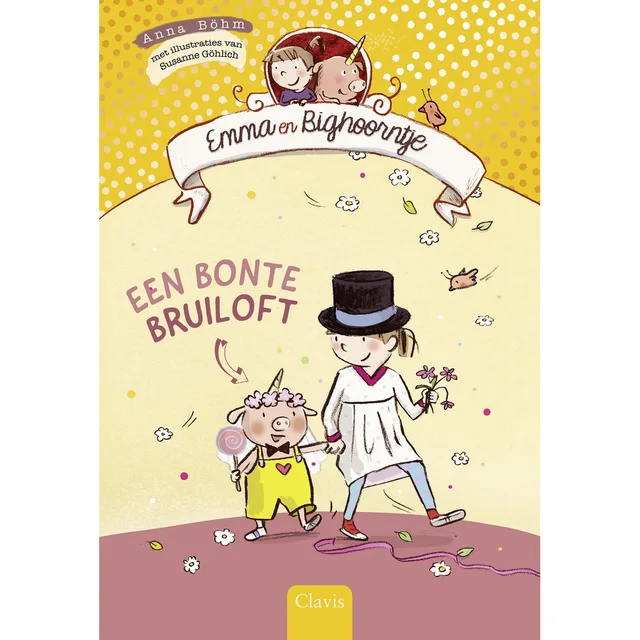 Anna Böhm
met illustraties van
Susanne Göhlich
Emma en Bighoorntje
EEN BONTE
BRUILOFT
Clavis